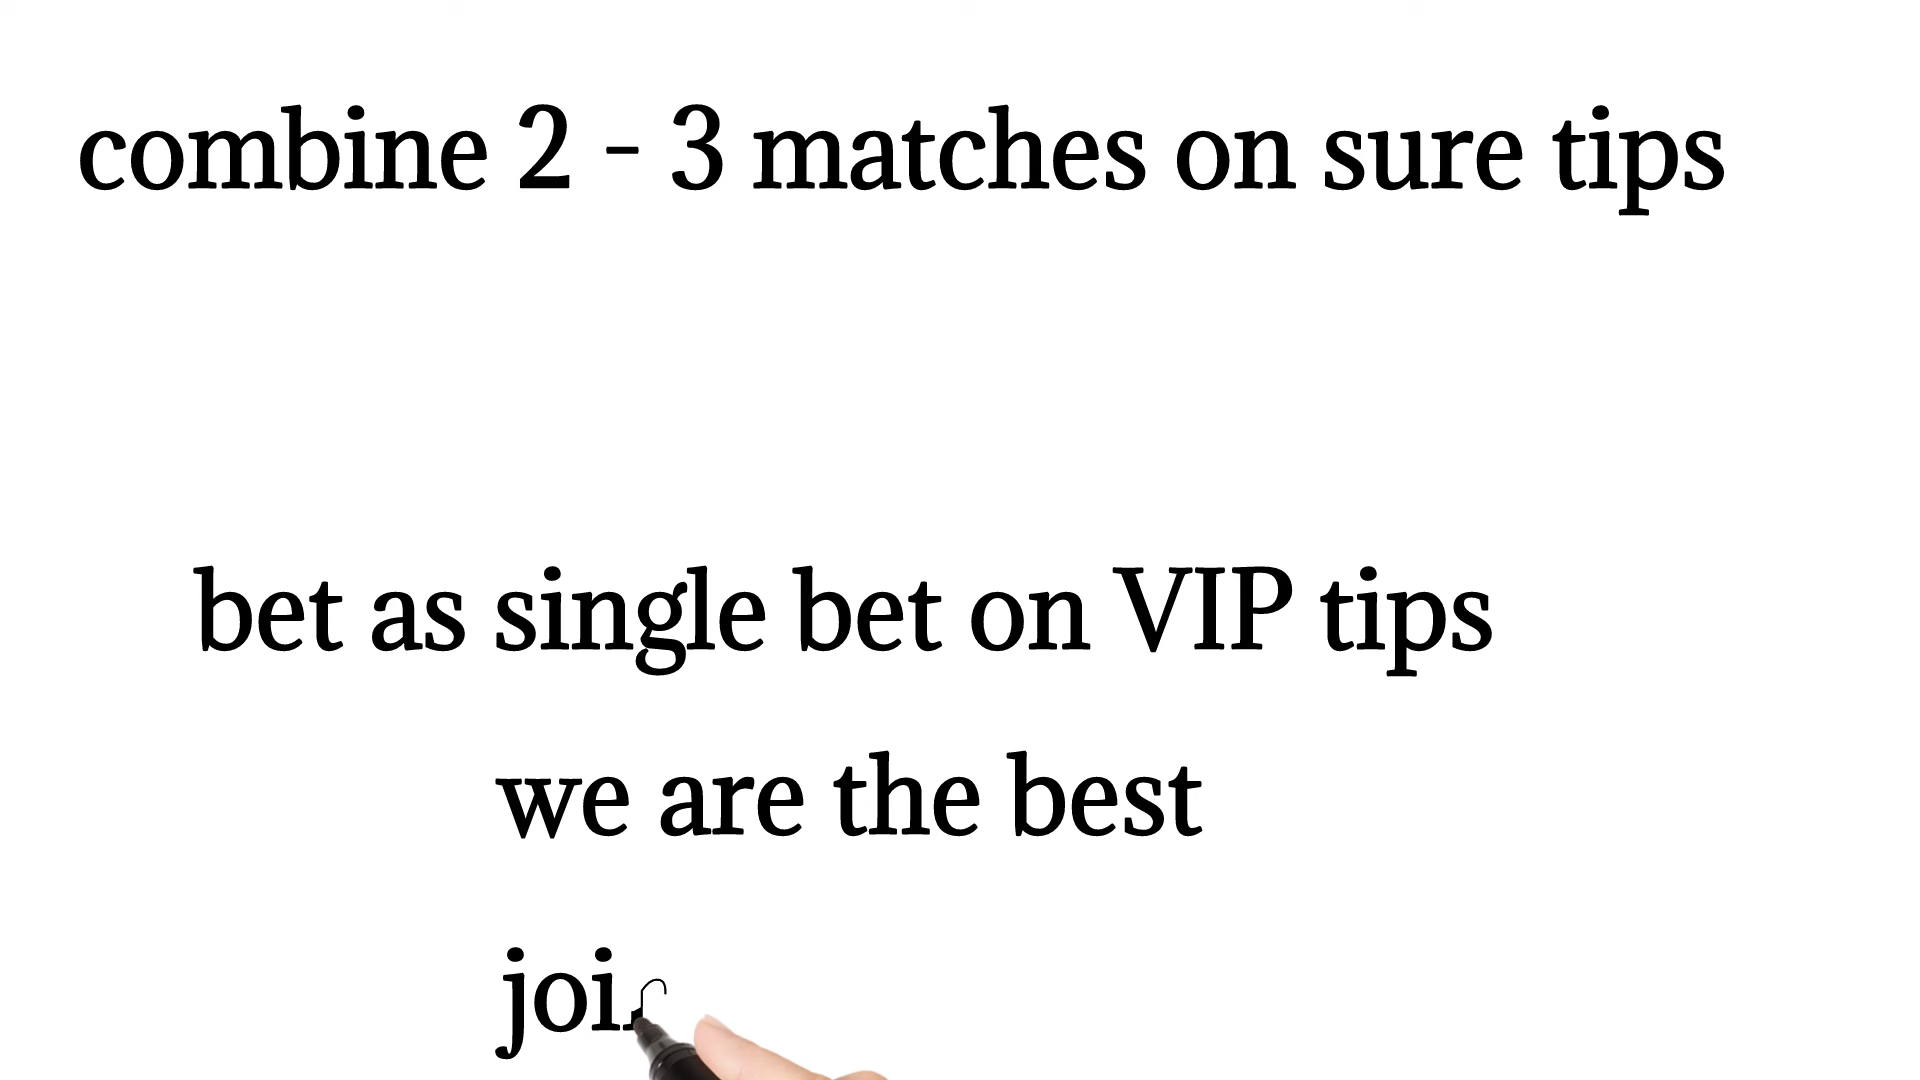 combine 2 - 3 matches on sure tips
bet as single bet on VIP tips
we are the best
joi